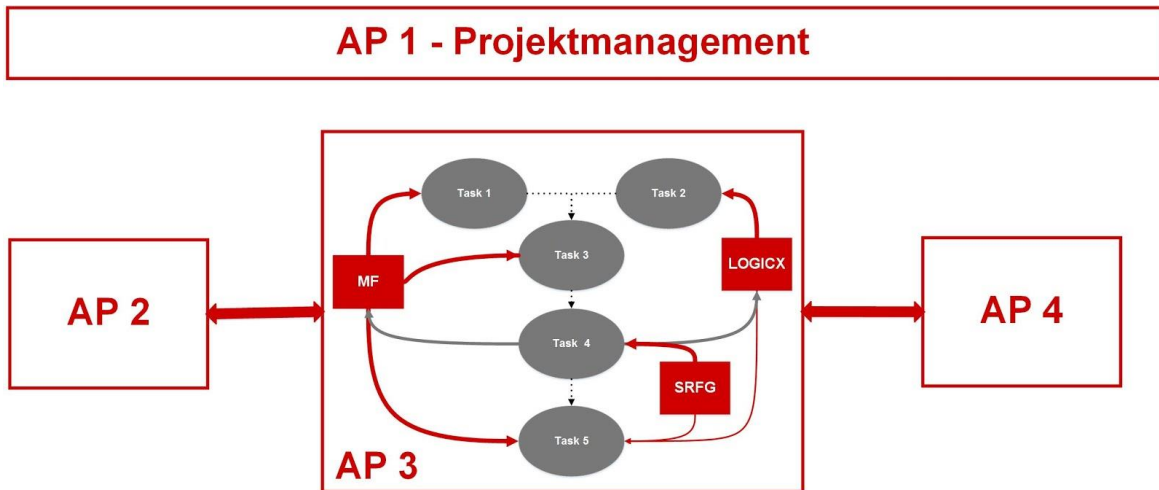 AP 1 - Projektmanagement
Task 1
Task 2
Task 3
MF
LOGICX
AP 2
AP 4
Task 4
SRFG
Task 5
AP 3